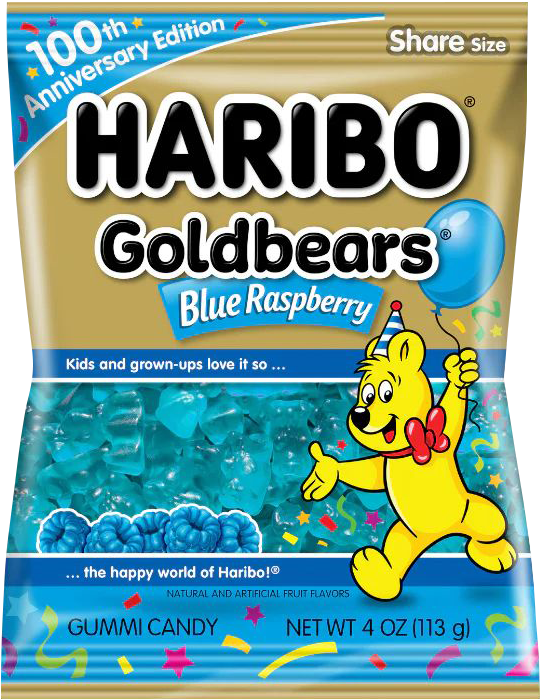 100th
Anniversary Edition
Share Size
HARIBO®
Goldbears®
Blue Raspberry
Kids and grown-ups love it so ...
... the happy world of Haribo!®
NATURAL AND ARTIFICIAL FRUIT FLAVORS
GUMMI CANDY NET WT 4 OZ (113 g)